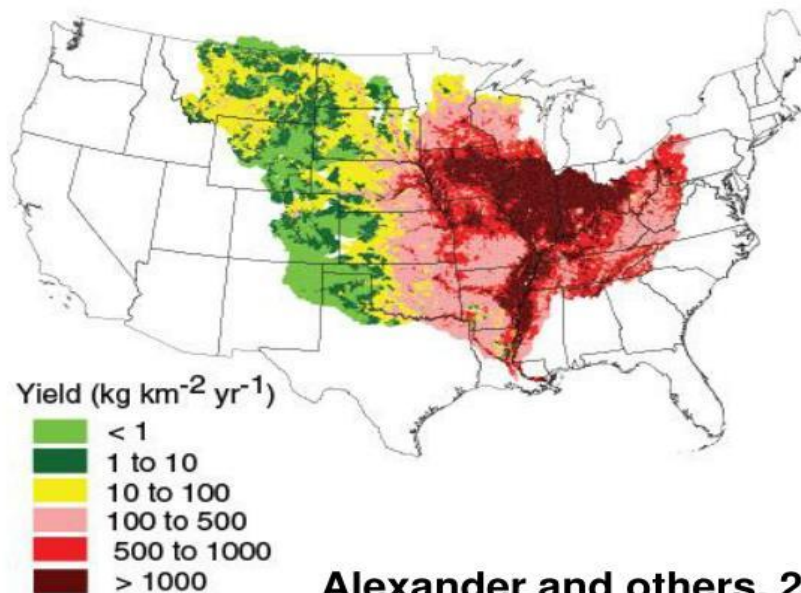 Yield (kg km-2 yr-1)
< 1
1 to 10
10 to 100
100 to 500
500 to 1000
> 1000
Alexander and others, 2